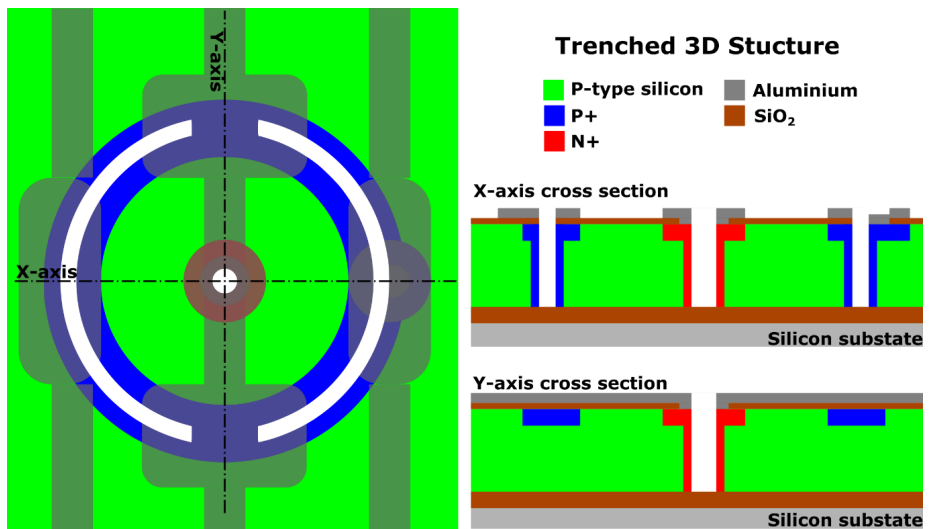 Y-axis
X-axis
Trenched 3D Stucture
P-type silicon
P+
N+
Aluminium
SiO₂
X-axis cross section
Silicon substate
Y-axis cross section
Silicon substate